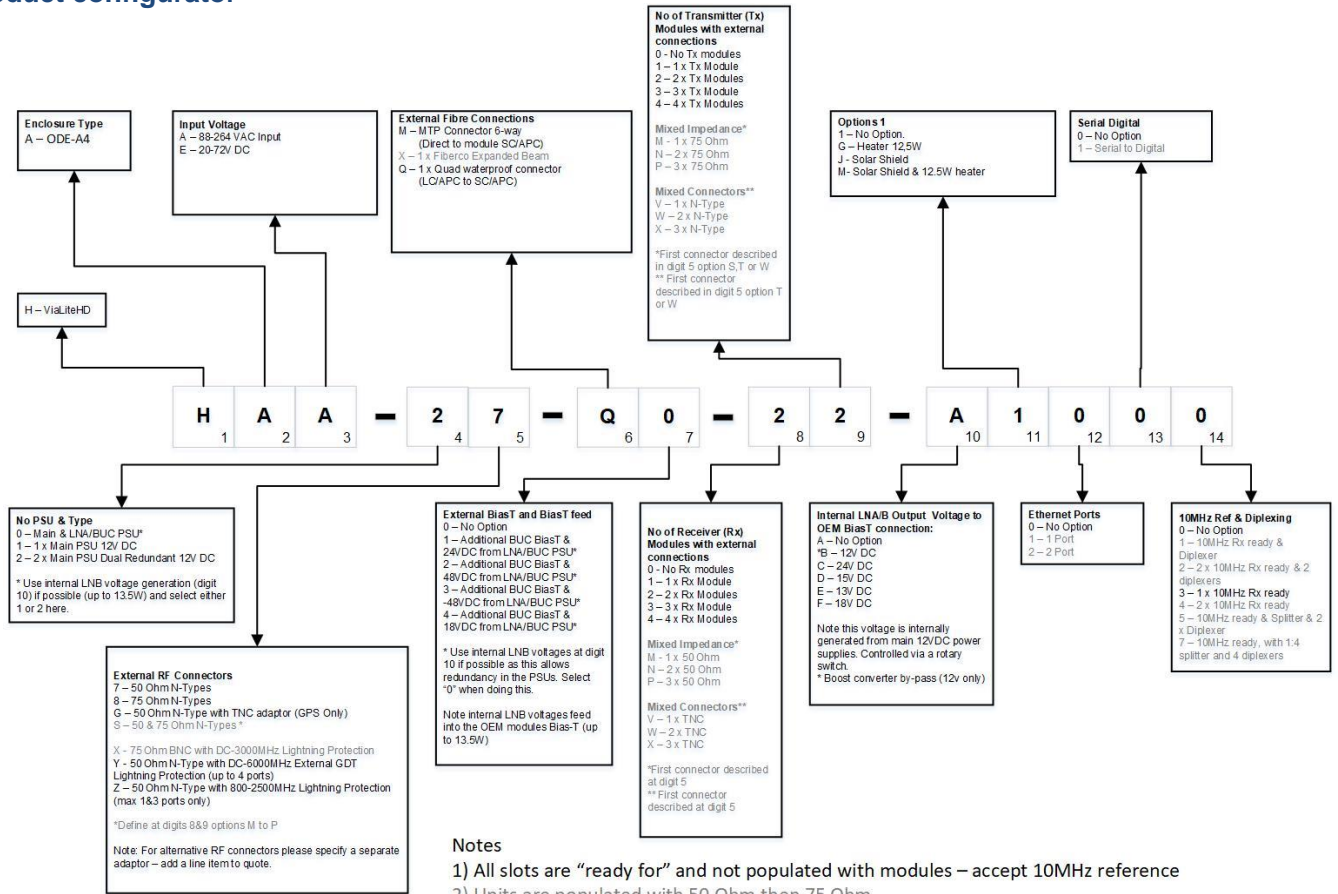 No of Transmitter (Tx)
Modules with external
connections
0 - No Tx modules
1 – 1 x Tx Module
2 – 2 x Tx Modules
3 – 3 x Tx Module
4 – 4 x Tx Modules
Mixed Impedance*
M - 1 x 75 Ohm
N – 2 x 75 Ohm
P – 3 x 75 Ohm
Mixed Connectors**
V – 1 x N-Type
W – 2 x N-Type
X – 3 x N-Type
*First connector described
in digit 5 option S,T or W
** First connector
described in digit 5 option T
or W
Enclosure Type
A – ODE-A4
Input Voltage
A – 88-264 VAC Input
E – 20-72V DC
External Fibre Connections
M – MTP Connector 6-way
(Direct to module SC/APC)
X – 1 x Fiberco Expanded Beam
Q – 1 x Quad waterproof connector
(LC/APC to SC/APC)
Options 1
1 – No Option.
G – Heater 12,5W
J - Solar Shield
M- Solar Shield & 12.5W heater
Serial Digital
0 – No Option
1 – Serial to Digital
H – ViaLiteHD
H A A – 2 7 – Q 0 – 2 2 – A 1 0 0 0
1 2 3 4 5 6 7 8 9 10 11 12 13 14
No PSU & Type
0 – Main & LNA/BUC PSU*
1 – 1 x Main PSU 12V DC
2 – 2 x Main PSU Dual Redundant 12V DC
* Use internal LNB voltage generation (digit
10) if possible (up to 13.5W) and select either
1 or 2 here.
External RF Connectors
7 – 50 Ohm N-Types
8 – 75 Ohm N-Types
G – 50 Ohm N-Type with TNC adaptor (GPS Only)
S – 50 & 75 Ohm N-Types *
X - 75 Ohm BNC with DC-3000MHz Lightning Protection
Y - 50 Ohm N-Type with DC-6000MHz External GDT
Lightning Protection (up to 4 ports)
Z – 50 Ohm N-Type with 800-2500MHz Lightning Protection
(max 1&3 ports only)
*Define at digits 8&9 options M to P
Note: For alternative RF connectors please specify a separate
adaptor – add a line item to quote.
External BiasT and BiasT feed
0 – No Option
1 – Additional BUC BiasT &
24VDC from LNA/BUC PSU*
2 – Additional BUC BiasT &
48VDC from LNA/BUC PSU*
3 – Additional BUC BiasT &
-48VDC from LNA/BUC PSU*
4 – Additional BUC BiasT &
18VDC from LNA/BUC PSU*
* Use internal LNB voltages at digit
10 if possible as this allows
redundancy in the PSUs. Select
"0" when doing this.
Note internal LNB voltages feed
into the OEM modules Bias-T (up
to 13.5W)
No of Receiver (Rx)
Modules with external
connections
0 - No Rx modules
1 – 1 x Rx Module
2 – 2 x Rx Modules
3 – 3 x Rx Modules
4 – 4 x Rx Modules
Mixed Impedance*
M - 1 x 50 Ohm
N – 2 x 50 Ohm
P – 3 x 50 Ohm
Mixed Connectors**
V – 1 x TNC
W – 2 x TNC
X – 3 x TNC
*First connector described
at digit 5
** First connector
described at digit 5
Internal LNA/B Output Voltage to
OEM BiasT connection:
A – No Option
*B – 12V DC
C – 24V DC
D – 15V DC
E – 13V DC
F – 18V DC
Note this voltage is internally
generated from main 12VDC power
supplies. Controlled via a rotary
switch.
* Boost converter by-pass (12v only)
Ethernet Ports
0 – No Option
1 – 1 Port
2 – 2 Port
10MHz Ref & Diplexing
0 – No Option
1 – 10MHz Rx ready &
Diplexer
2 – 2 x 10MHz Rx ready & 2
diplexers
3 – 1 x 10MHz Rx ready
4 – 2 x 10MHz Rx ready
5 – 10MHz ready & Splitter & 2
x Diplexer
7 – 10MHz ready, with 1:4
splitter and 4 diplexers
Notes
1) All slots are "ready for" and not populated with modules – accept 10MHz reference